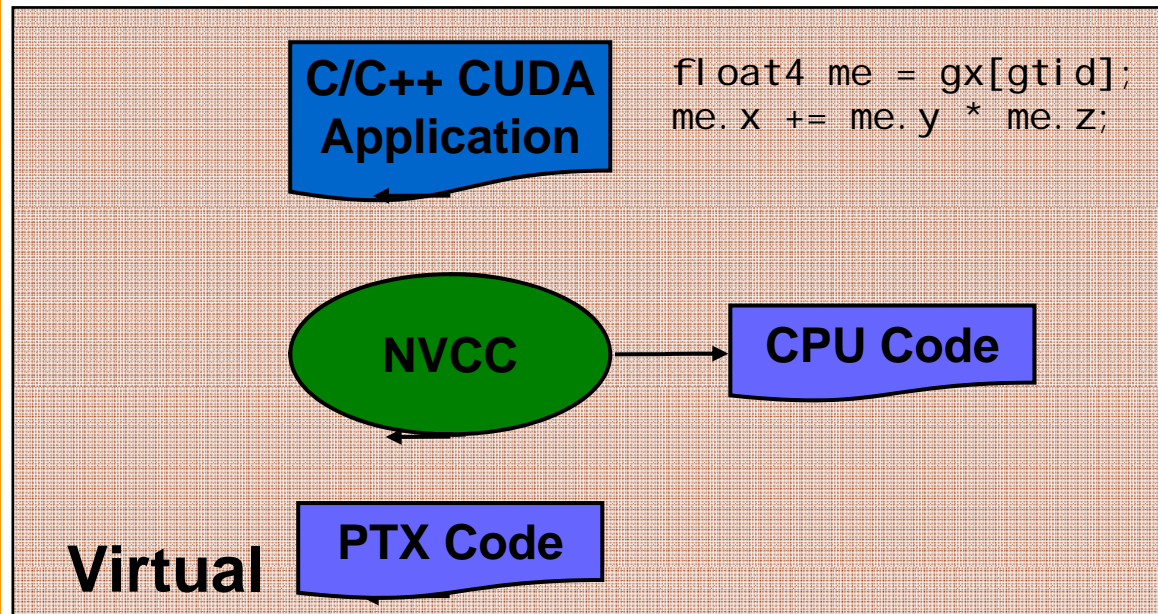 C/C++ CUDA
Application
float4 me = gx[gtid];
me.x += me.y * me.z;
NVCC
CPU Code
PTX Code
Virtual